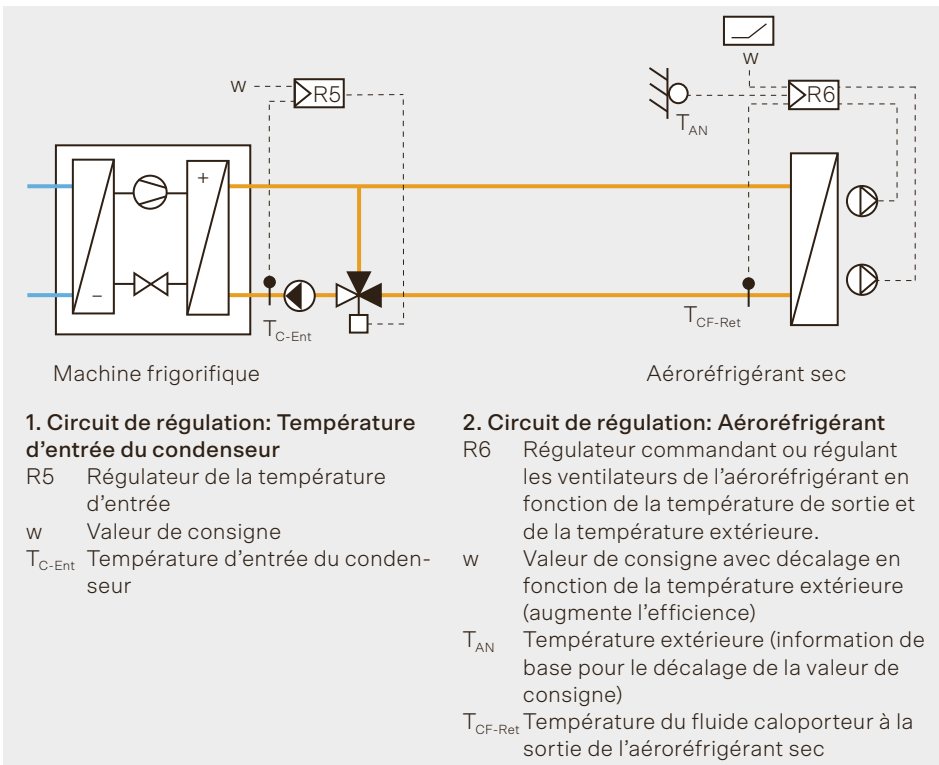 w
R5
w
R6
T_AN
+
–
T_C-Ent
T_CF-Ret
Machine frigorifique
Aéroréfrigérant sec
1. Circuit de régulation: Température
d'entrée du condenseur
R5 Régulateur de la température
d'entrée
w Valeur de consigne
T_C-Ent Température d'entrée du conden-
seur
2. Circuit de régulation: Aéroréfrigérant
R6 Régulateur commandant ou régulant
les ventilateurs de l'aéroréfrigérant en
fonction de la température de sortie et
de la température extérieure.
w Valeur de consigne avec décalage en
fonction de la température extérieure
(augmente l'efficience)
T_AN Température extérieure (information de
base pour le décalage de la valeur de
consigne)
T_CF-Ret Température du fluide caloporteur à la
sortie de l'aéroréfrigérant sec